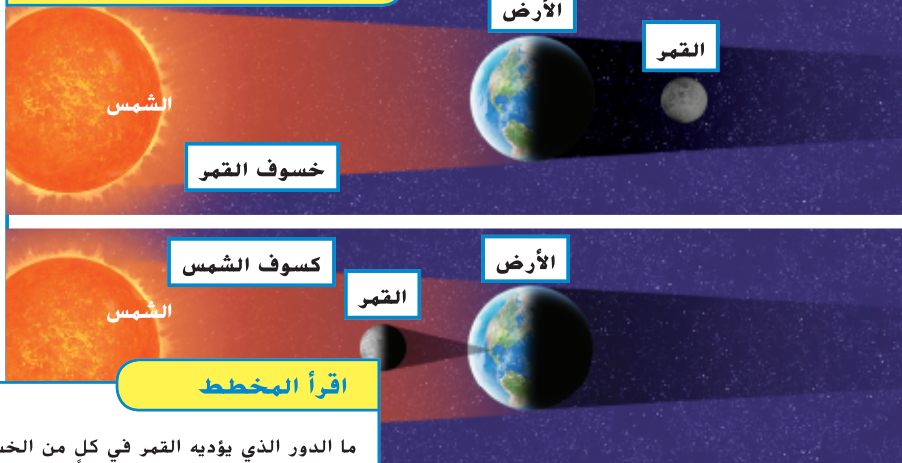 الأرض
القمر
الشمس
خسوف القمر
كسوف الشمس
الأرض
القمر
الشمس
اقرأ المخطط
ما الدور الذي يؤديه القمر في كلٍ من